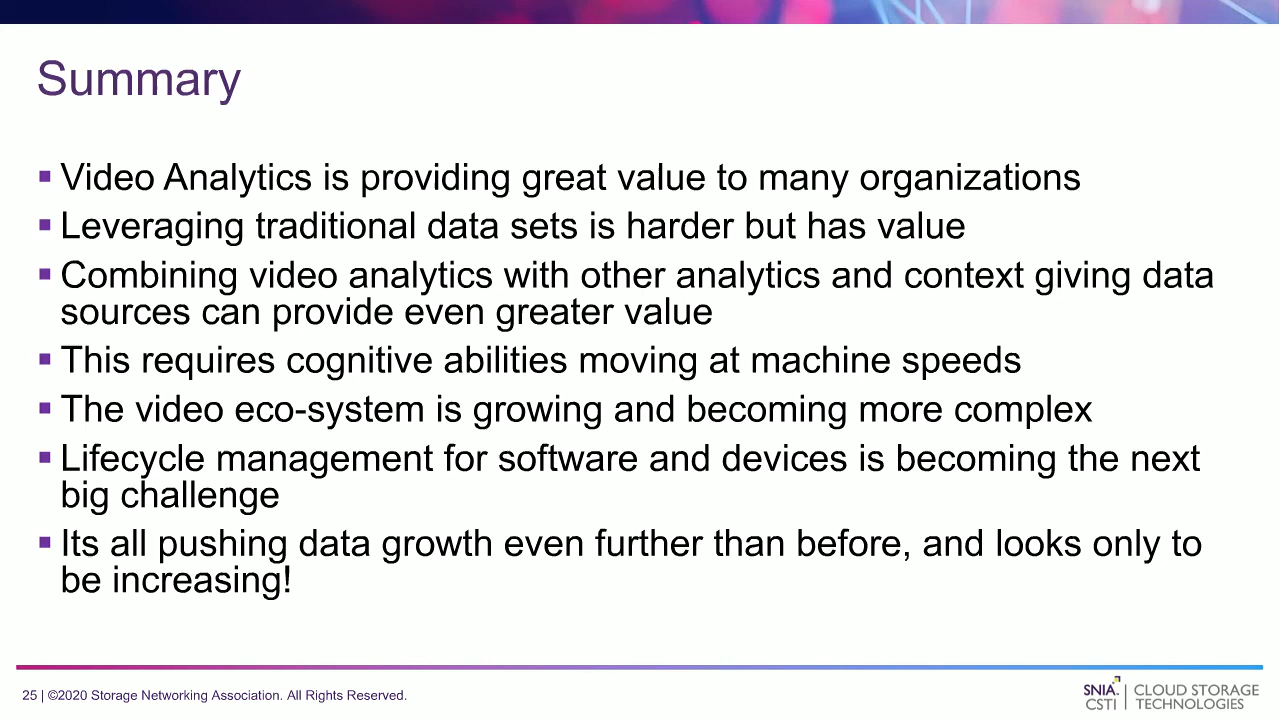 Summary
Video Analytics is providing great value to many organizations
Leveraging traditional data sets is harder but has value
Combining video analytics with other analytics and context giving data
sources can provide even greater value
This requires cognitive abilities moving at machine speeds
The video eco-system is growing and becoming more complex
Lifecycle management for software and devices is becoming the next
big challenge
Its all pushing data growth even further than before, and looks only to
be increasing!
25 | ©2020 Storage Networking Association. All Rights Reserved.
SNIA.
CSTI
CLOUD STORAGE
TECHNOLOGIES